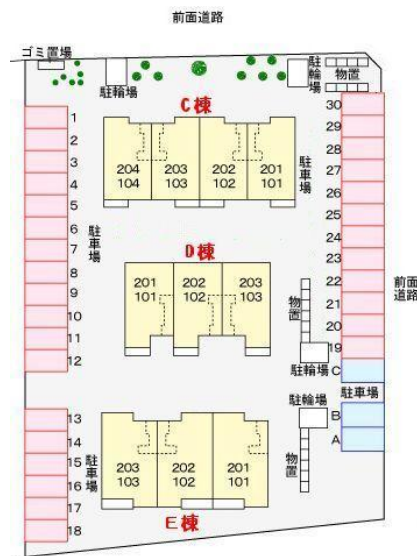 前面道路
ゴミ置場
駐輪場
駐輪場
物置
C棟
204 203 202 201
104 103 102 101
駐車場
1
2
3
4
5
6
7
8
9
10
11
12
駐車場
30
29
28
27
26
25
24
23
22
21
20
19
C
前面道路
D棟
201 202 203
101 102 103
物置
駐輪場
駐車場
駐輪場
B
A
物置
13
14
15
16
17
18
駐車場
203 202 201
103 102 101
E棟